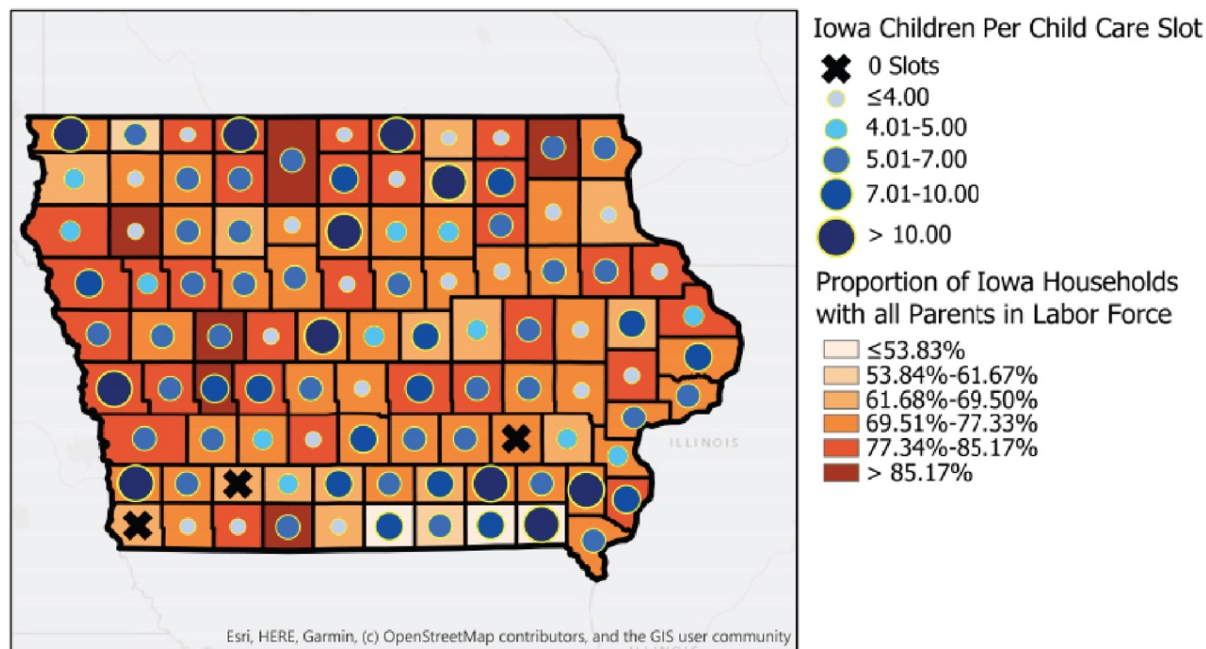 Iowa Children Per Child Care Slot
0 Slots
≤4.00
4.01-5.00
5.01-7.00
7.01-10.00
> 10.00
Proportion of Iowa Households
with all Parents in Labor Force
≤53.83%
53.84%-61.67%
61.68%-69.50%
69.51%-77.33%
77.34%-85.17%
> 85.17%
ILLINOIS
Esri, HERE, Garmin, (c) OpenStreetMap contributors, and the GIS user community
ILLINOIS